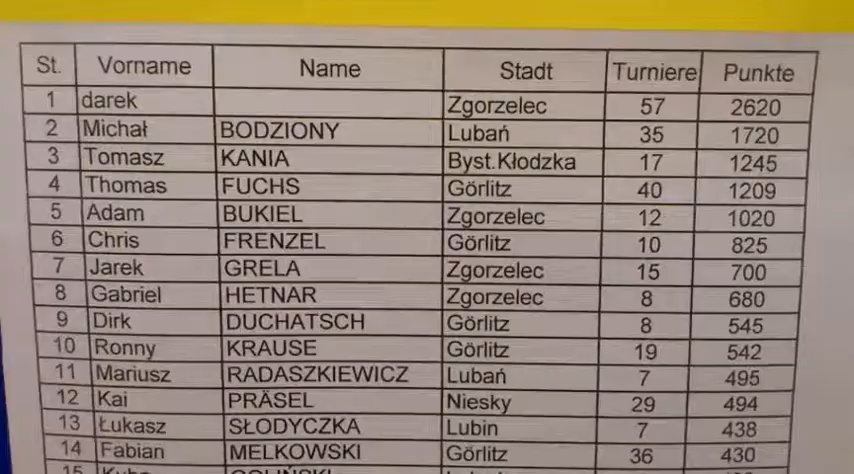 St. Vorname Name Stadt Turniere Punkte
1 darek Zgorzelec 57 2620
2 Michał BODZIONY Lubań 35 1720
3 Tomasz KANIA Byst.Kłodzka 17 1245
4 Thomas FUCHS Görlitz 40 1209
5 Adam BUKIEL Zgorzelec 12 1020
6 Chris FRENZEL Görlitz 10 825
7 Jarek GRELA Zgorzelec 15 700
8 Gabriel HETNAR Zgorzelec 8 680
9 Dirk DUCHATSCH Görlitz 8 545
10 Ronny KRAUSE Görlitz 19 542
11 Mariusz RADASZKIEWICZ Lubań 7 495
12 Kai PRÄSEL Niesky 29 494
13 Łukasz SŁODYCZKA Lubin 7 438
14 Fabian MELKOWSKI Görlitz 36 430
15